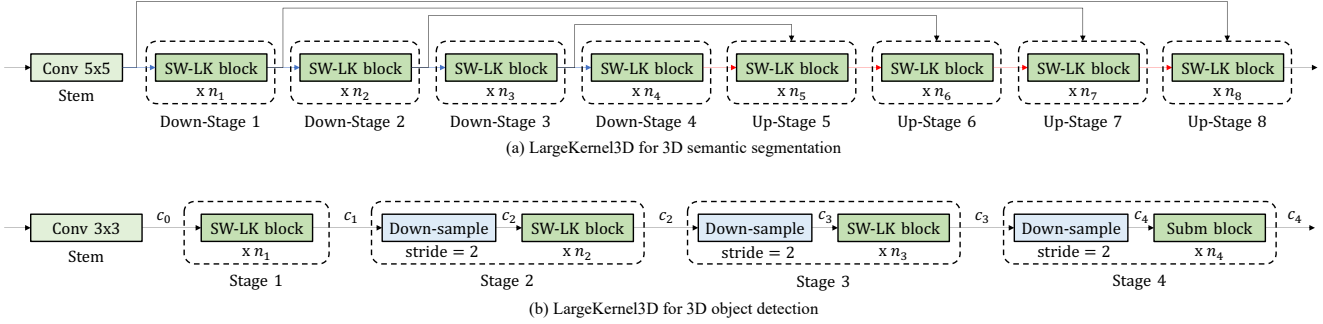 Conv 5x5 SW-LK block SW-LK block SW-LK block SW-LK block SW-LK block SW-LK block SW-LK block SW-LK block
Stem x n₁ x n₂ x n₃ x n₄ x n₅ x n₆ x n₇ x n₈
Down-Stage 1 Down-Stage 2 Down-Stage 3 Down-Stage 4 Up-Stage 5 Up-Stage 6 Up-Stage 7 Up-Stage 8
(a) LargeKernel3D for 3D semantic segmentation
Conv 3x3 c₀ SW-LK block c₁ Down-sample c₂ SW-LK block c₂ Down-sample c₃ SW-LK block c₃ Down-sample c₄ Subm block c₄
Stem x n₁ stride = 2 x n₂ stride = 2 x n₃ stride = 2 x n₄
Stage 1 Stage 2 Stage 3 Stage 4
(b) LargeKernel3D for 3D object detection